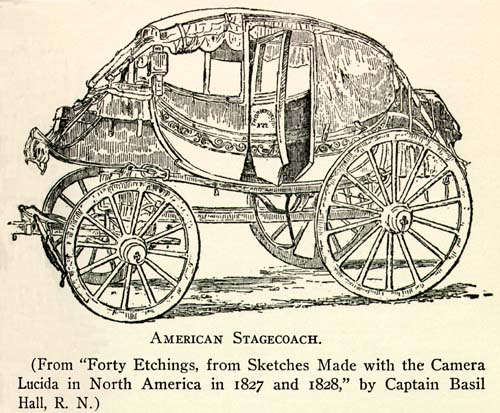 American Stagecoach.
(From "Forty Etchings, from Sketches Made with the Camera
Lucida in North America in 1827 and 1828," by Captain Basil
Hall, R. N.)